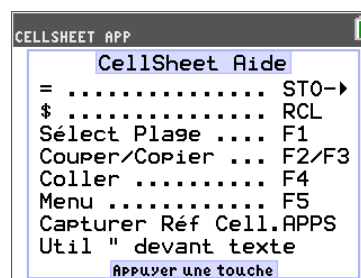 CELLSHEET APP
CellSheet Aide
= ............... STO→
$ ............... RCL
Sélect Plage .... F1
Couper/Copier ... F2/F3
Coller .......... F4
Menu ............ F5
Capturer Réf Cell.APPS
Util " devant texte
Appuyer une touche